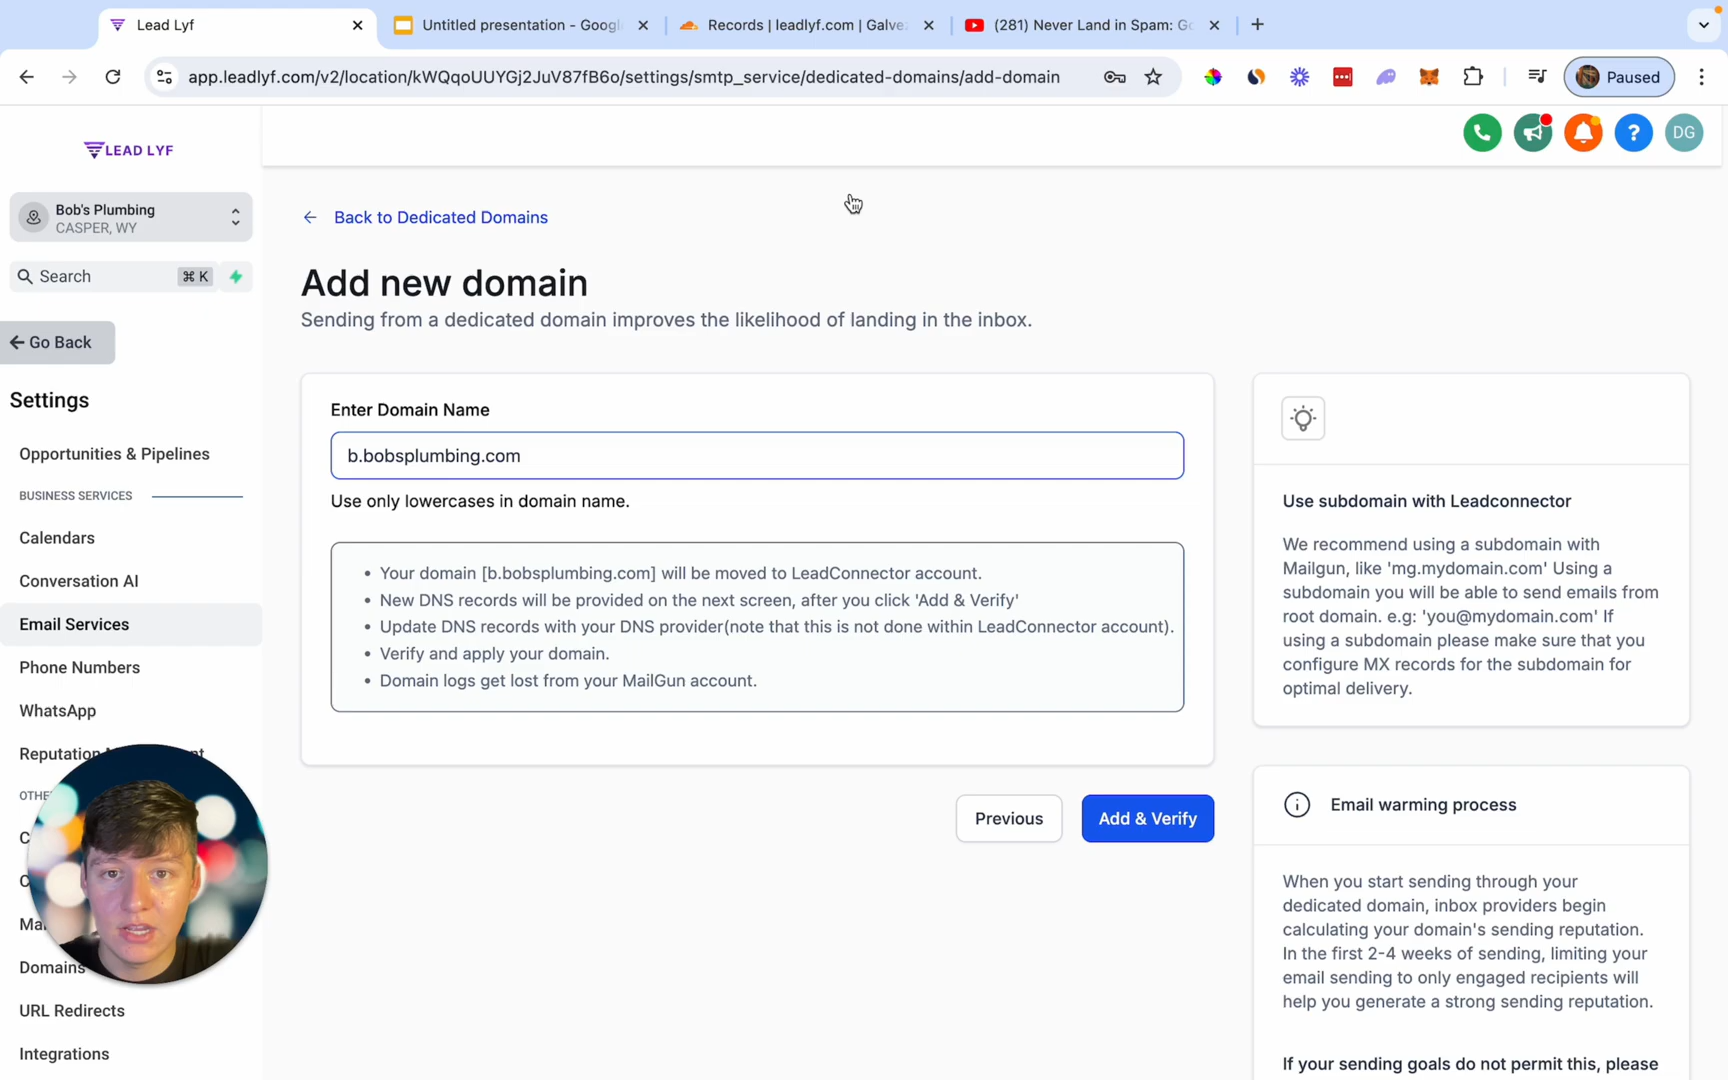 Lead Lyf
Untitled presentation - Google
Records | leadlyf.com | Galvez
(281) Never Land in Spam: Go
app.leadlyf.com/v2/location/kWQqoUUYGj2JuV87fB6o/settings/smtp_service/dedicated-domains/add-domain
Paused
LEAD LYF
DG
Bob's Plumbing
CASPER, WY
Search ⌘ K
Go Back
Settings
Opportunities & Pipelines
BUSINESS SERVICES
Calendars
Conversation AI
Email Services
Phone Numbers
WhatsApp
Domains
URL Redirects
Integrations
Back to Dedicated Domains
Add new domain
Sending from a dedicated domain improves the likelihood of landing in the inbox.
Enter Domain Name
b.bobsplumbing.com
Use only lowercases in domain name.
• Your domain [b.bobsplumbing.com] will be moved to LeadConnector account.
• New DNS records will be provided on the next screen, after you click 'Add & Verify'
• Update DNS records with your DNS provider(note that this is not done within LeadConnector account).
• Verify and apply your domain.
• Domain logs get lost from your MailGun account.
Previous
Add & Verify
Use subdomain with Leadconnector
We recommend using a subdomain with
Mailgun, like 'mg.mydomain.com' Using a
subdomain you will be able to send emails from
root domain. e.g: 'you@mydomain.com' If
using a subdomain please make sure that you
configure MX records for the subdomain for
optimal delivery.
Email warming process
When you start sending through your
dedicated domain, inbox providers begin
calculating your domain's sending reputation.
In the first 2-4 weeks of sending, limiting your
email sending to only engaged recipients will
help you generate a strong sending reputation.
If your sending goals do not permit this, please